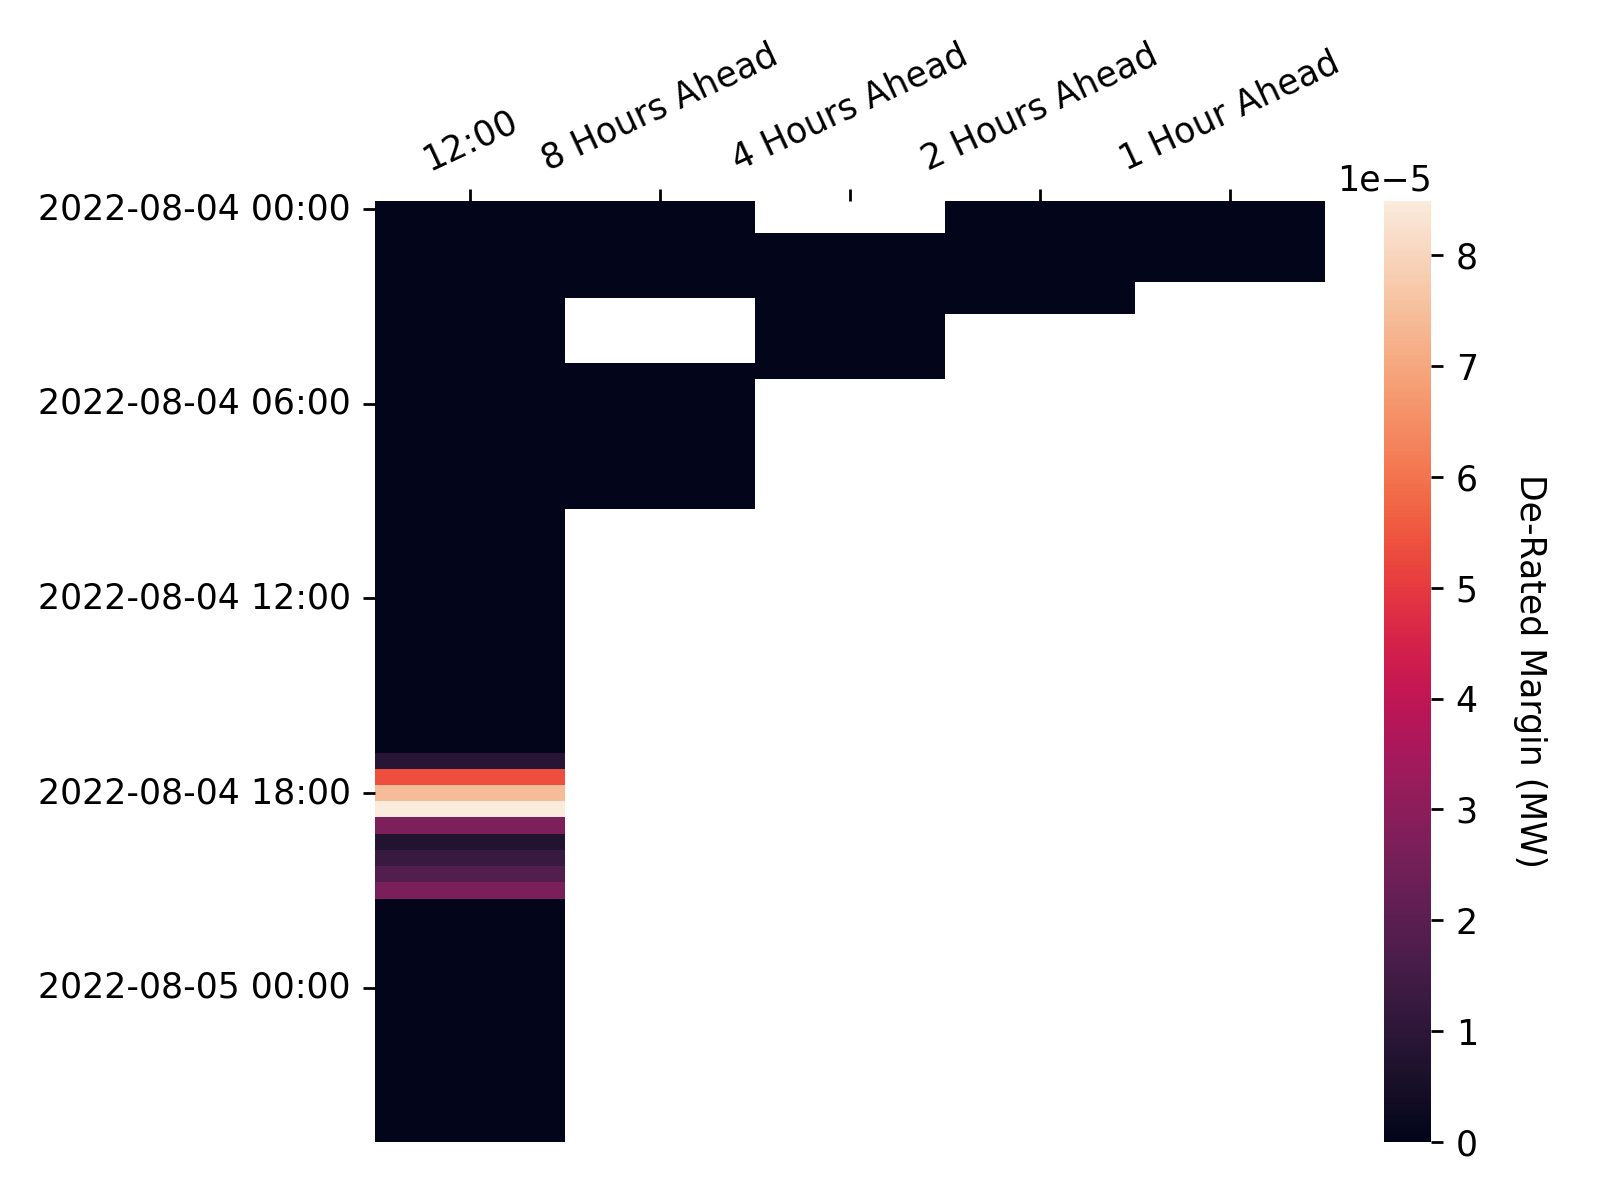 12:00
8 Hours Ahead
4 Hours Ahead
2 Hours Ahead
1 Hour Ahead
1e−5
2022-08-04 00:00
2022-08-04 06:00
2022-08-04 12:00
2022-08-04 18:00
2022-08-05 00:00
8
7
6
5
4
3
2
1
0
De-Rated Margin (MW)